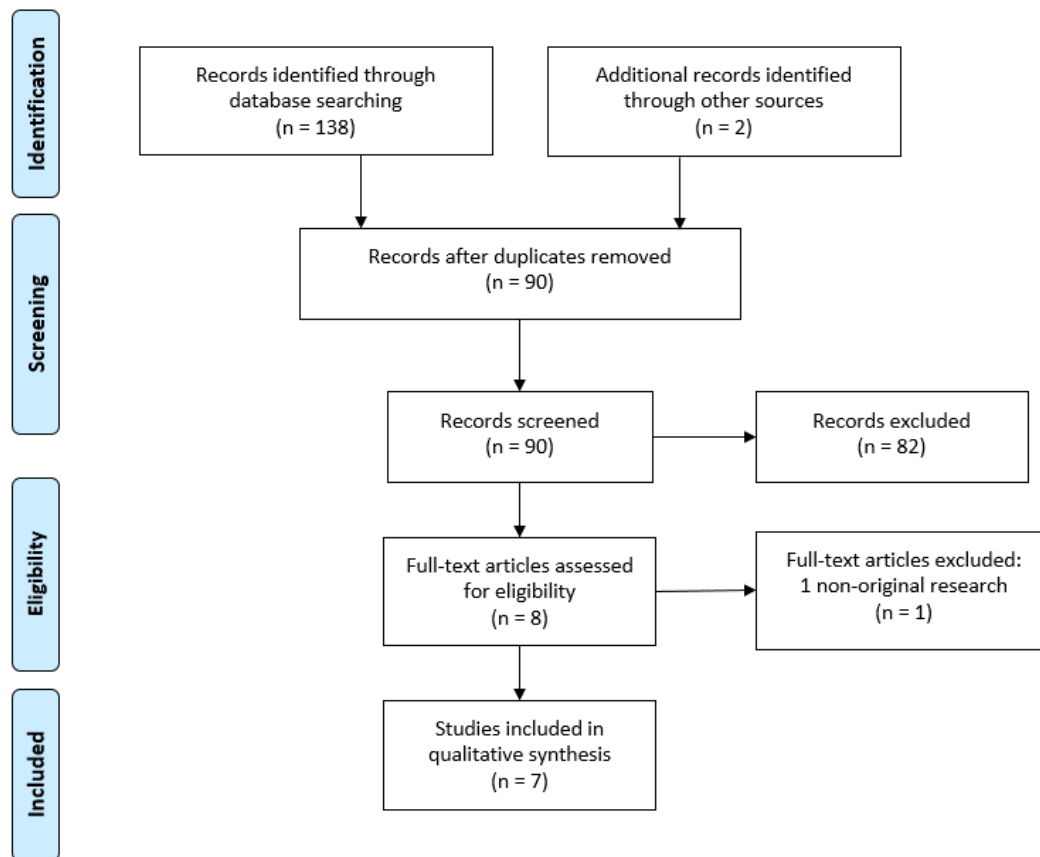 Identification
Records identified through
database searching
(n = 138)
Additional records identified
through other sources
(n = 2)
Screening
Records after duplicates removed
(n = 90)
Records screened
(n = 90)
Records excluded
(n = 82)
Eligibility
Full-text articles assessed
for eligibility
(n = 8)
Full-text articles excluded:
1 non-original research
(n = 1)
Included
Studies included in
qualitative synthesis
(n = 7)